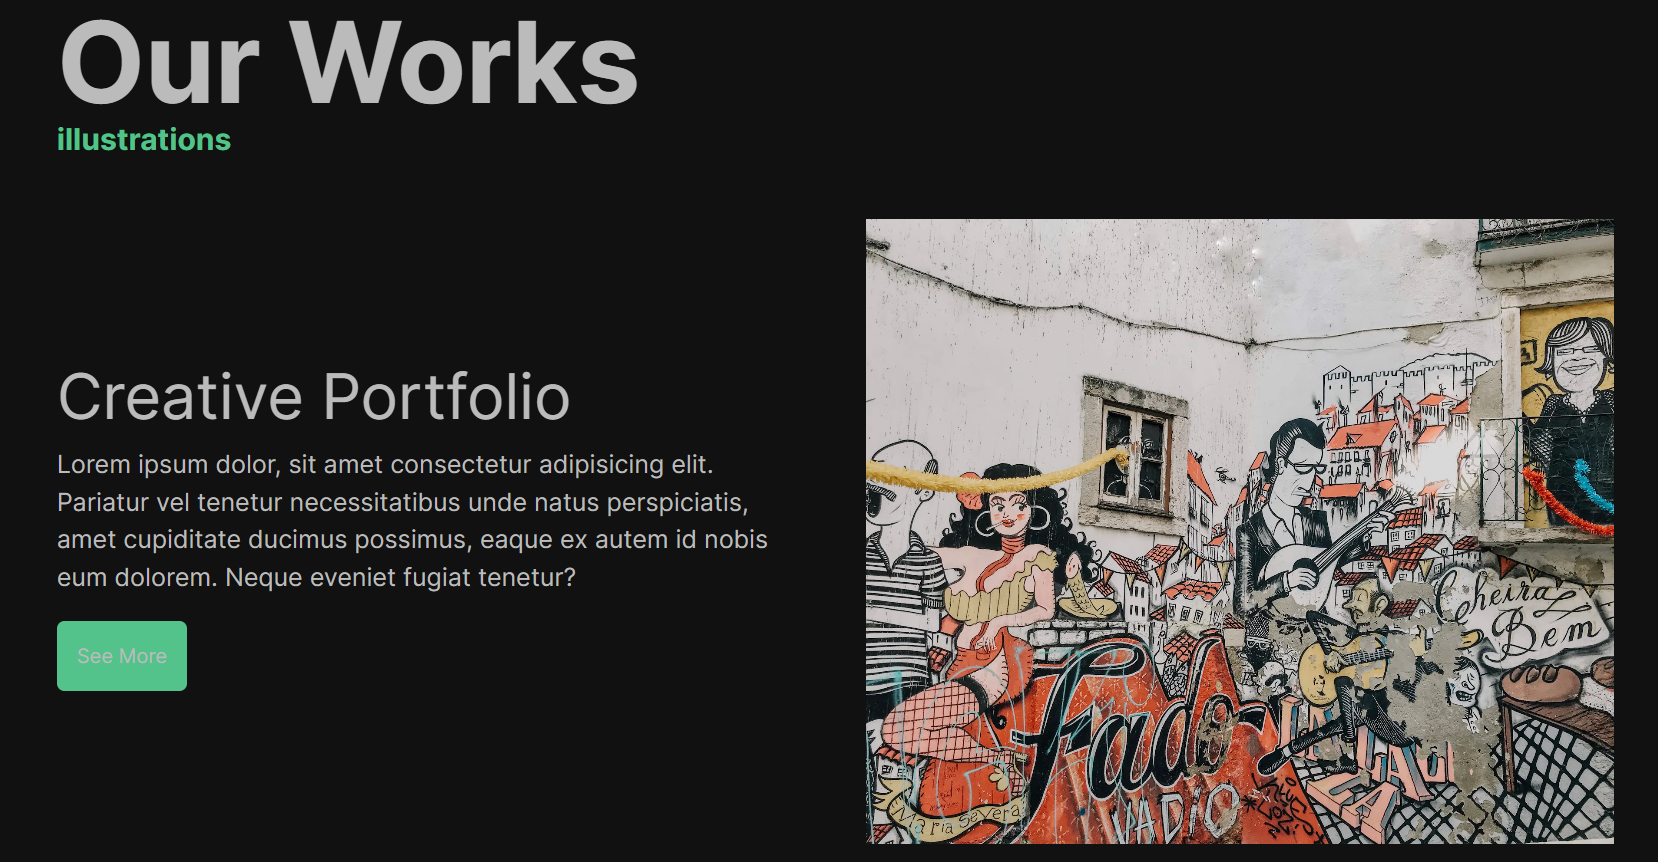 Our Works
illustrations
Creative Portfolio
Lorem ipsum dolor, sit amet consectetur adipisicing elit.
Pariatur vel tenetur necessitatibus unde natus perspiciatis,
amet cupiditate ducimus possimus, eaque ex autem id nobis
eum dolorem. Neque eveniet fugiat tenetur?
See More
Cheira
Bem
Fado
VADIO
Maria Severa